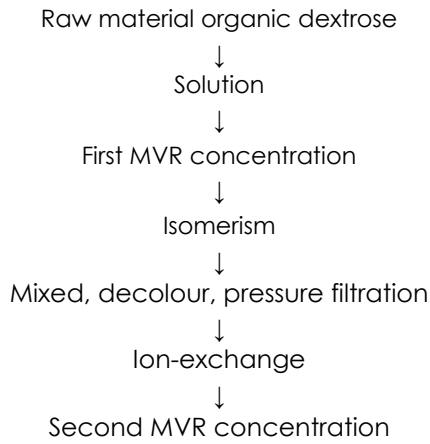 Raw material organic dextrose
↓
Solution
↓
First MVR concentration
↓
Isomerism
↓
Mixed, decolour, pressure filtration
↓
Ion-exchange
↓
Second MVR concentration